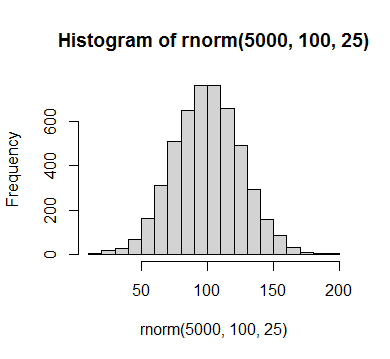 Histogram of rnorm(5000, 100, 25)
Frequency
600
400
200
0
50 100 150 200
rnorm(5000, 100, 25)